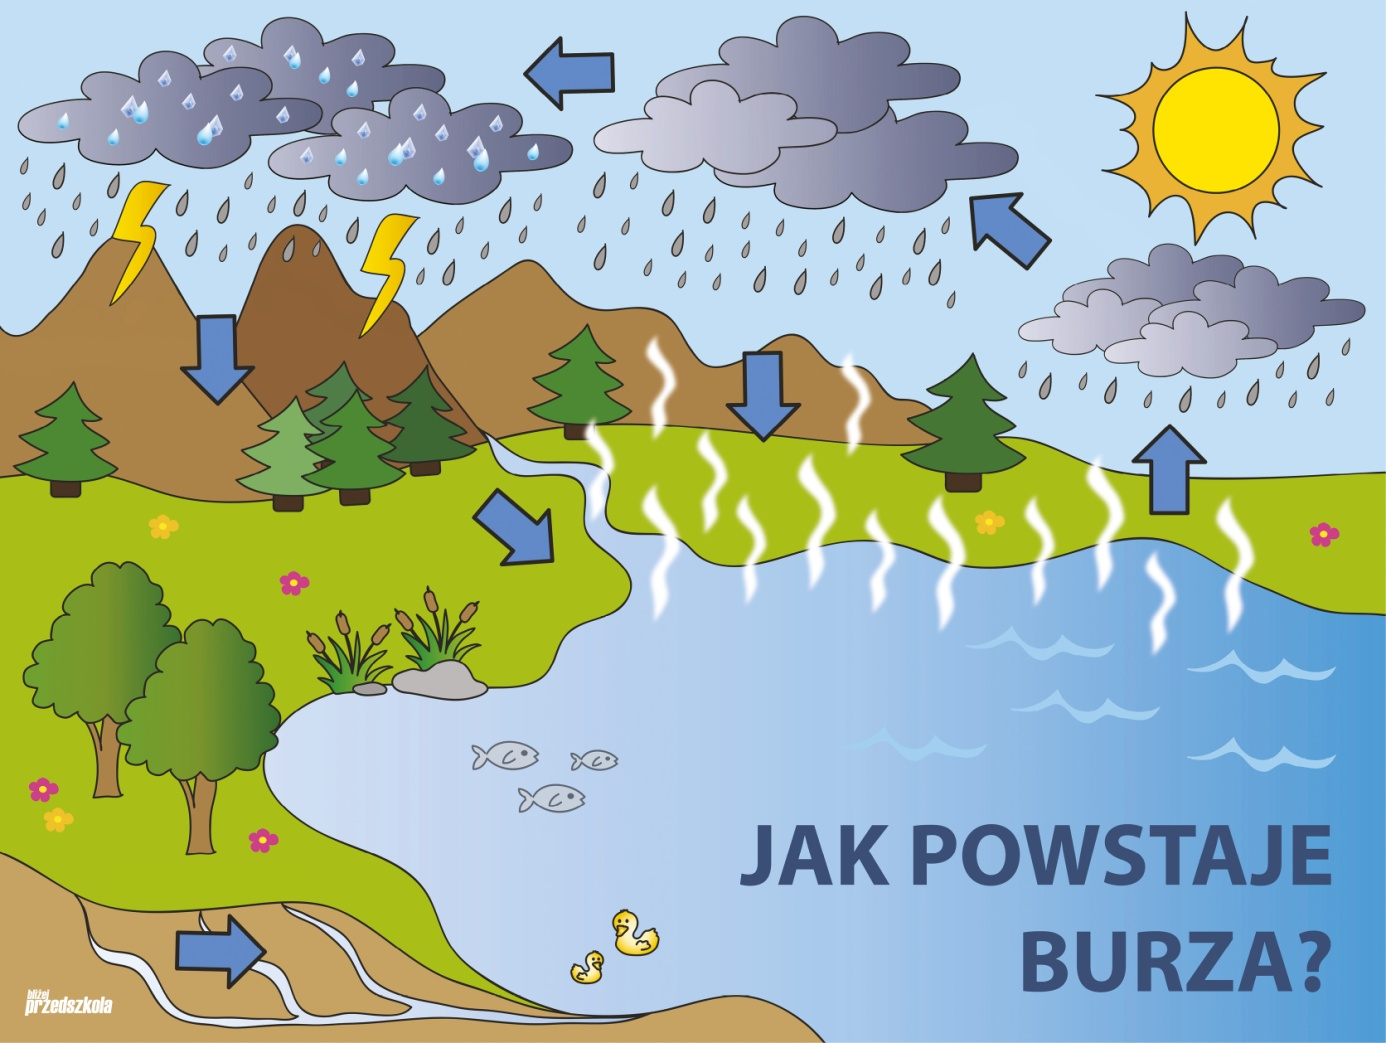 JAK POWSTAJE
BURZA?
bliżej
przedszkola